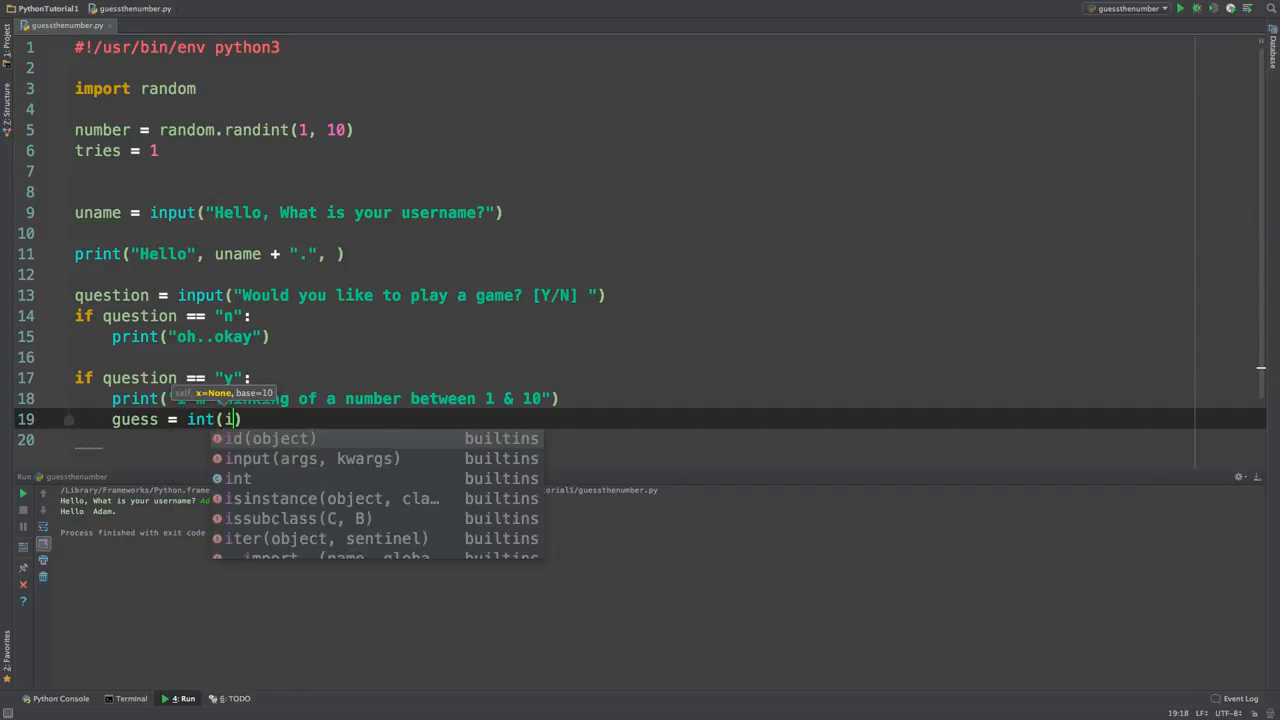 PythonTutorial1 guessthenumber.py guessthenumber
guessthenumber.py
1: Project
Z: Structure
2: Favorites
Database
1 #!/usr/bin/env python3
2
3 import random
4
5 number = random.randint(1, 10)
6 tries = 1
7
8
9 uname = input("Hello, What is your username?")
10
11 print("Hello", uname + ".", )
12
13 question = input("Would you like to play a game? [Y/N] ")
14 if question == "n":
15 print("oh..okay")
16
17 if question == "y":
self, x=None, base=10
18 print( of a number between 1 & 10")
19 guess = int(i)
20
id(object) builtins
input(args, kwargs) builtins
int builtins
isinstance(object, cla… builtins
issubclass(C, B) builtins
iter(object, sentinel) builtins
import (name, globa builtins
Run guessthenumber
/Library/Frameworks/Python.frame torial1/guessthenumber.py
Hello, What is your username? Ad
Hello Adam.
Process finished with exit code
Python Console Terminal 4: Run 6: TODO Event Log
19:18 LF÷ UTF-8÷